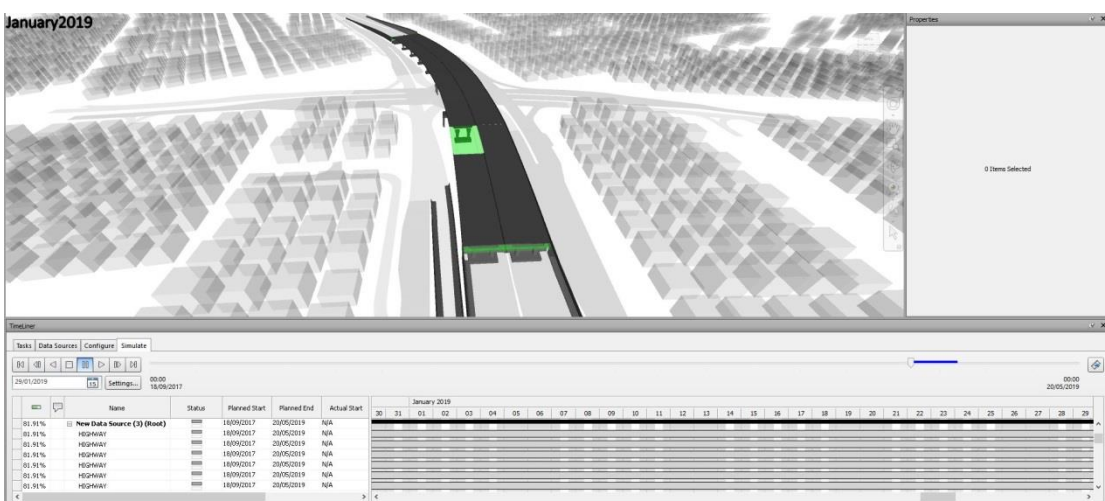 January2019
Properties
0 Items Selected
TimeLiner
Tasks Data Sources Configure Simulate
29/01/2019 15 Settings... 00:00 18/09/2017 00:00 20/05/2019
Name Status Planned Start Planned End Actual Start
January 2019
30 31 01 02 03 04 05 06 07 08 09 10 11 12 13 14 15 16 17 18 19 20 21 22 23 24 25 26 27 28 29
81.91% New Data Source (3) (Root) 18/09/2017 20/05/2019 N/A
81.91% HIGHWAY 18/09/2017 20/05/2019 N/A
81.91% HIGHWAY 18/09/2017 20/05/2019 N/A
81.91% HIGHWAY 18/09/2017 20/05/2019 N/A
81.91% HIGHWAY 18/09/2017 20/05/2019 N/A
81.91% HIGHWAY 18/09/2017 20/05/2019 N/A
81.91% HIGHWAY 18/09/2017 20/05/2019 N/A